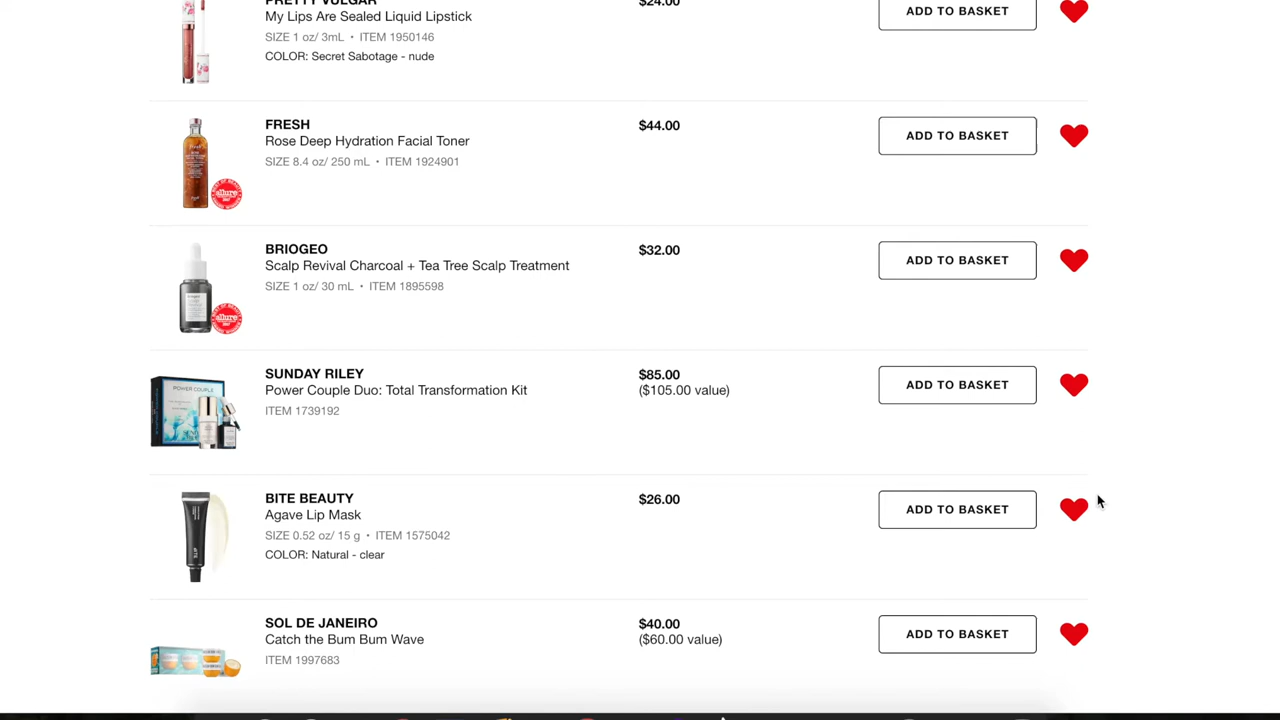 PRETTY VULGAR
$24.00
ADD TO BASKET
My Lips Are Sealed Liquid Lipstick
SIZE 1 oz/ 3mL • ITEM 1950146
COLOR: Secret Sabotage - nude
FRESH
$44.00
ADD TO BASKET
Rose Deep Hydration Facial Toner
SIZE 8.4 oz/ 250 mL • ITEM 1924901
allure
BRIOGEO
$32.00
ADD TO BASKET
Scalp Revival Charcoal + Tea Tree Scalp Treatment
SIZE 1 oz/ 30 mL • ITEM 1895598
allure
SUNDAY RILEY
$85.00
ADD TO BASKET
Power Couple Duo: Total Transformation Kit
($105.00 value)
ITEM 1739192
POWER COUPLE
BITE BEAUTY
$26.00
ADD TO BASKET
Agave Lip Mask
SIZE 0.52 oz/ 15 g • ITEM 1575042
COLOR: Natural - clear
SOL DE JANEIRO
$40.00
ADD TO BASKET
Catch the Bum Bum Wave
($60.00 value)
ITEM 1997683